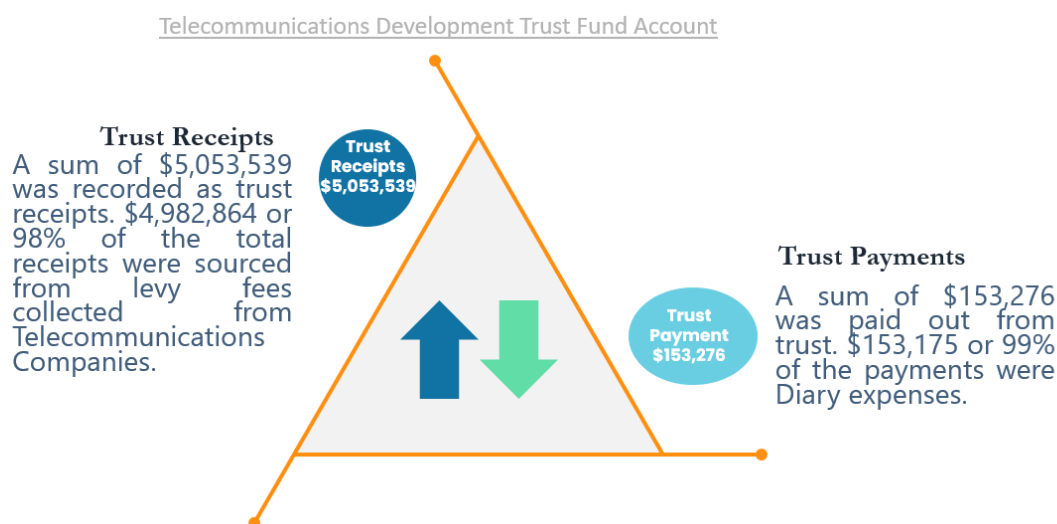 Telecommunications Development Trust Fund Account
Trust Receipts
A sum of $5,053,539
was recorded as trust
receipts. $4,982,864 or
98% of the total
receipts were sourced
from levy fees
collected from
Telecommunications
Companies.
Trust
Receipts
$5,053,539
Trust
Payment
$153,276
Trust Payments
A sum of $153,276
was paid out from
trust. $153,175 or 99%
of the payments were
Diary expenses.